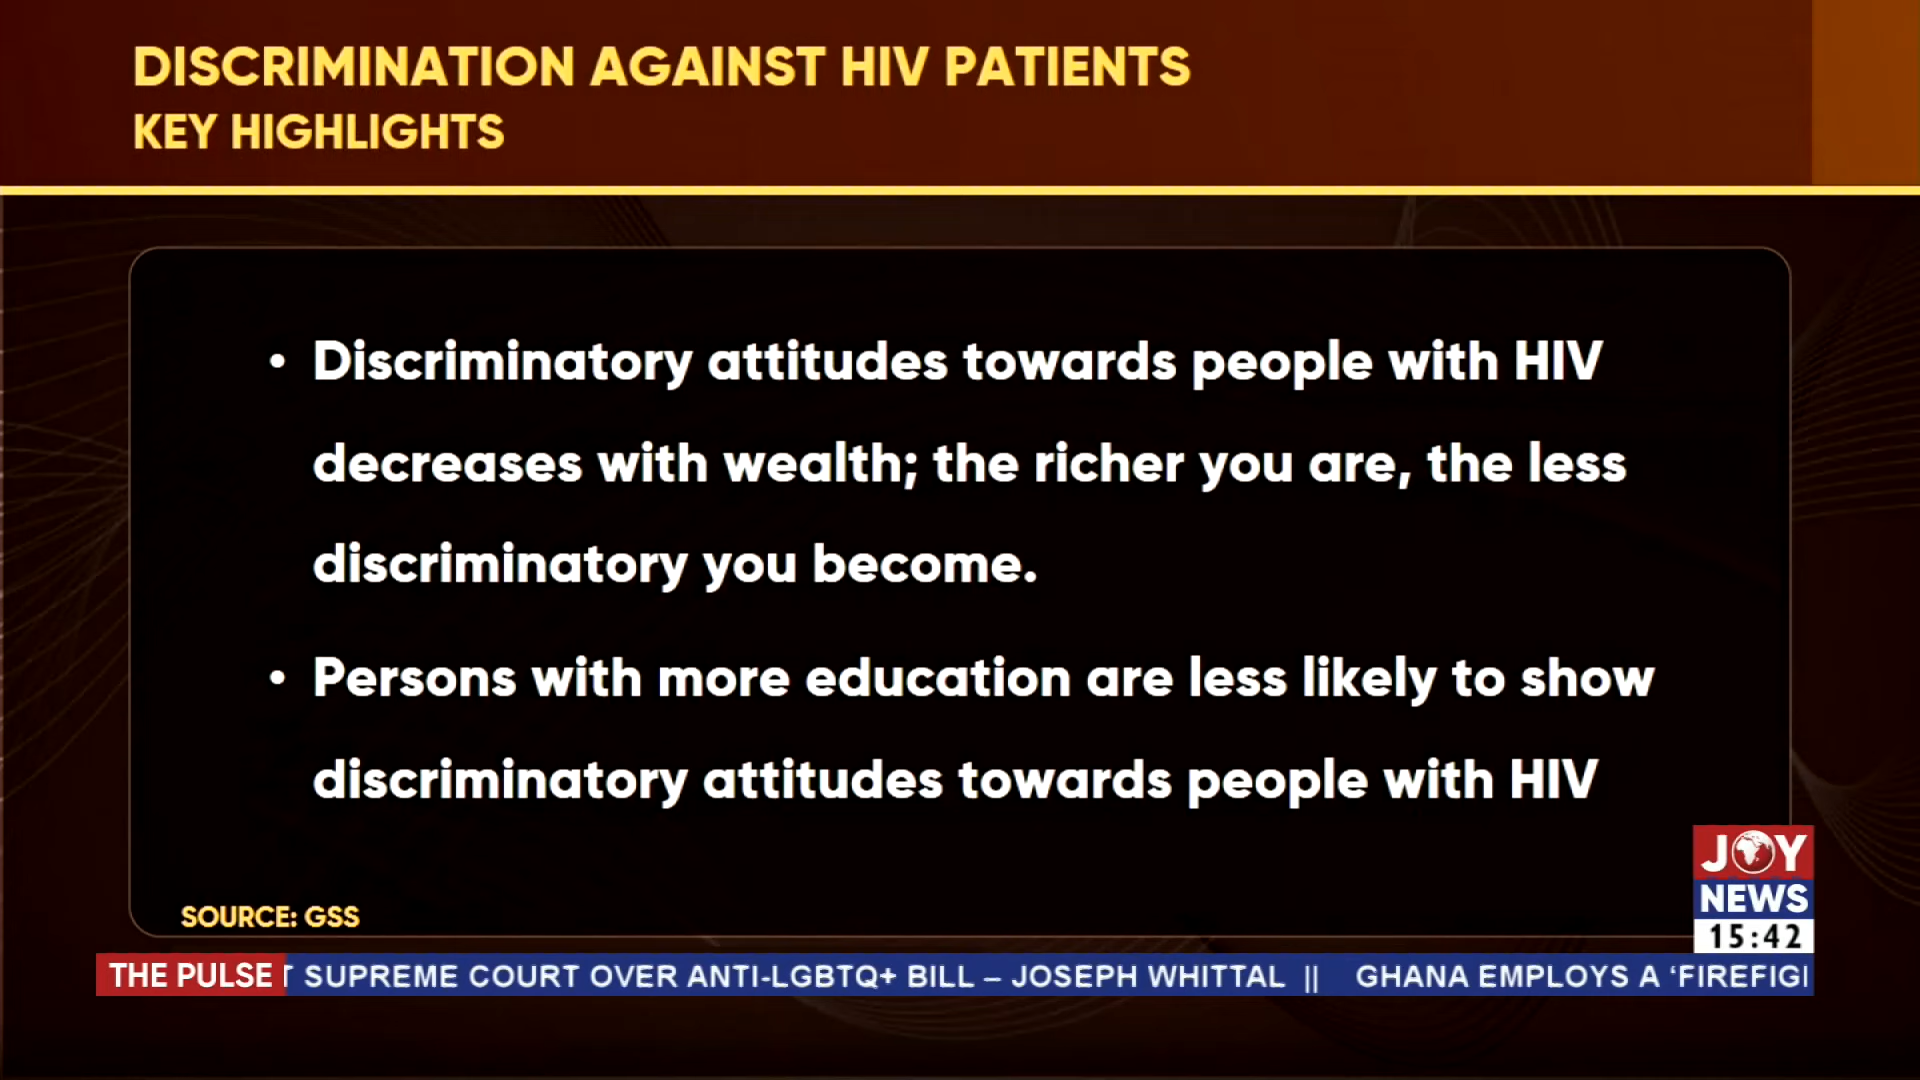 DISCRIMINATION AGAINST HIV PATIENTS
KEY HIGHLIGHTS
• Discriminatory attitudes towards people with HIV
decreases with wealth; the richer you are, the less
discriminatory you become.
• Persons with more education are less likely to show
discriminatory attitudes towards people with HIV
SOURCE: GSS
JOY
NEWS
15:42
THE PULSE SUPREME COURT OVER ANTI-LGBTQ+ BILL – JOSEPH WHITTAL || GHANA EMPLOYS A ‘FIREFIGI